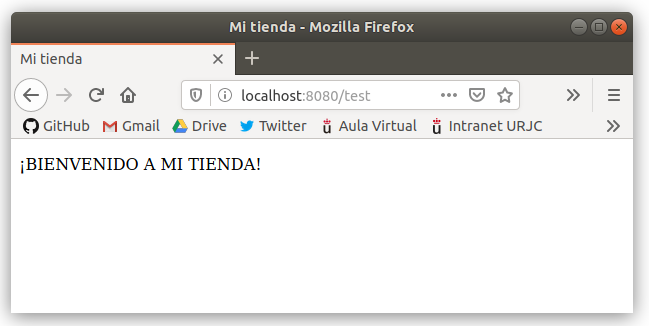 Mi tienda - Mozilla Firefox
Mi tienda
localhost:8080/test
GitHub Gmail Drive Twitter Aula Virtual Intranet URJC
¡BIENVENIDO A MI TIENDA!